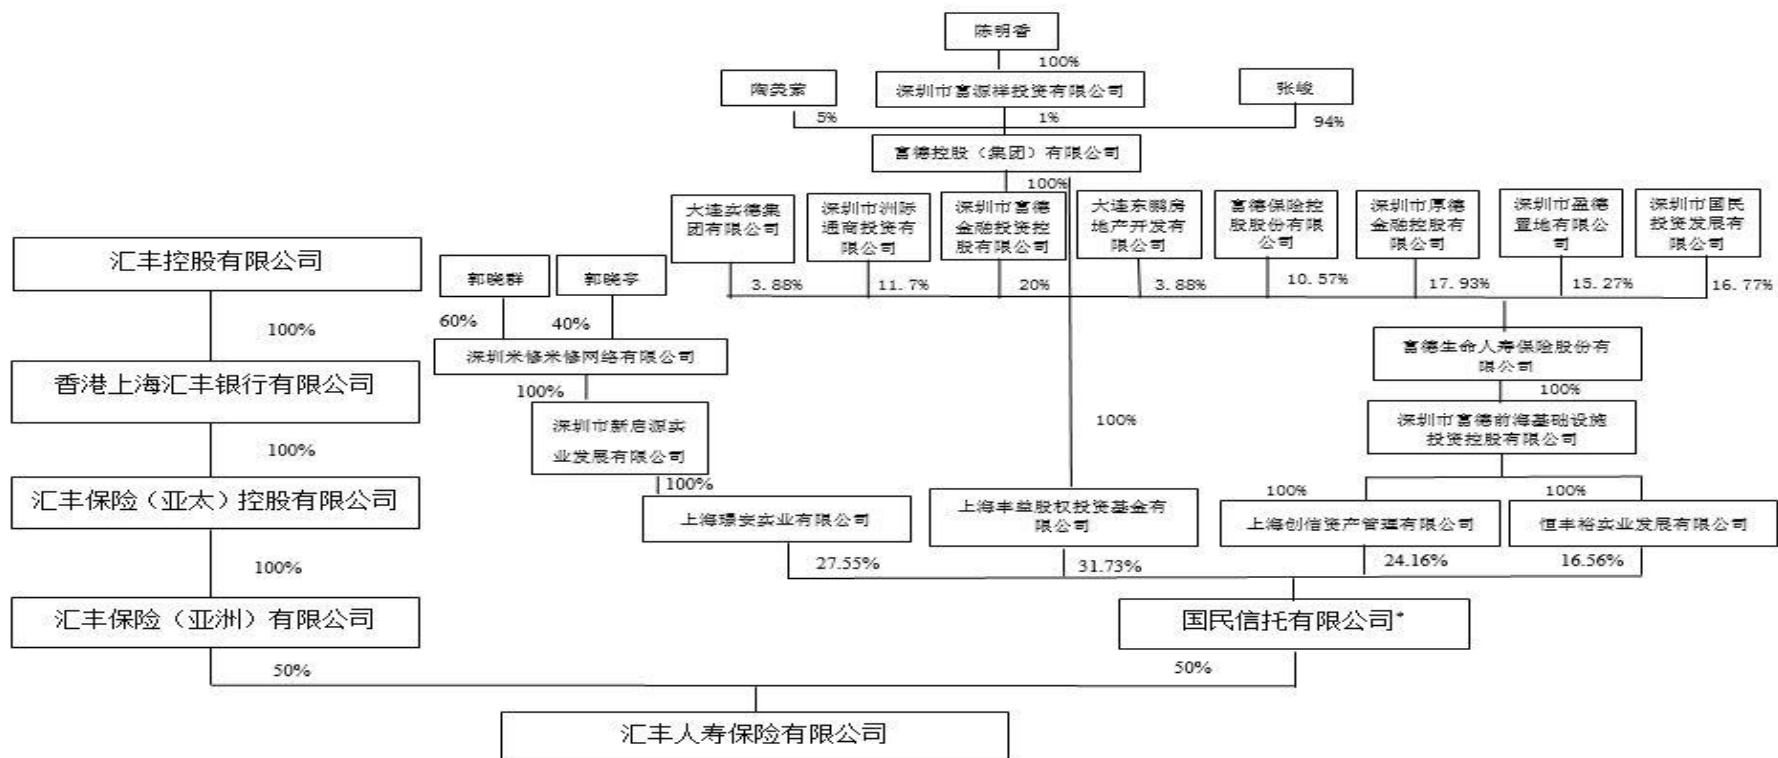 陈明香
100%
陶美萦
深圳市富源祥投资有限公司
张峻
5%
1%
94%
富德控股（集团）有限公司
100%
大连实德集
团有限公司
深圳市洲际
通商投资有
限公司
深圳市富德
金融投资控
股有限公司
大连东鹏房
地产开发有
限公司
富德保险控
股股份有限
公司
深圳市厚德
金融控股有
限公司
深圳市盈德
置地有限公
司
深圳市国民
投资发展有
限公司
3.88%
11.7%
20%
3.88%
10.57%
17.93%
15.27%
16.77%
汇丰控股有限公司
郭晓群
郭晓亭
60%
40%
100%
深圳米修米修网络有限公司
富德生命人寿保险股份有
限公司
香港上海汇丰银行有限公司
100%
100%
深圳市新启源实
业发展有限公司
100%
深圳市富德前海基础设施
投资控股有限公司
100%
汇丰保险（亚太）控股有限公司
100%
100%
100%
上海璟安实业有限公司
上海丰益股权投资基金有
限公司
上海创信资产管理有限公司
恒丰裕实业发展有限公司
100%
27.55%
31.73%
24.16%
16.56%
汇丰保险（亚洲）有限公司
国民信托有限公司*
50%
50%
汇丰人寿保险有限公司